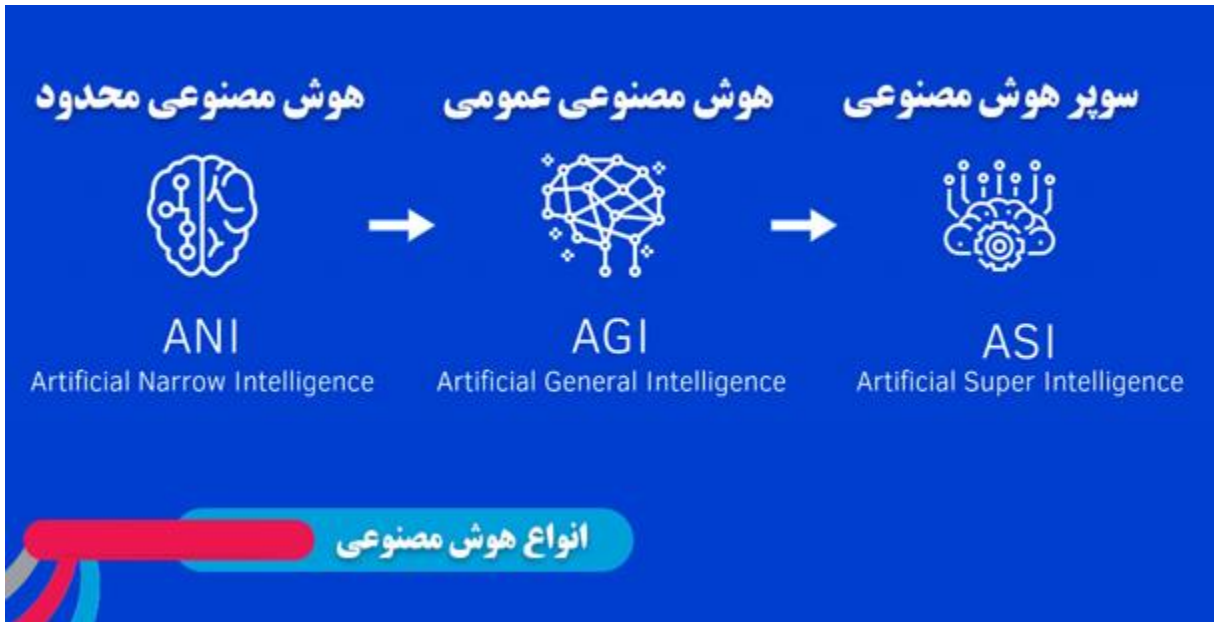 هوش مصنوعی محدود
هوش مصنوعی عمومی
سوپر هوش مصنوعی
ANI
Artificial Narrow Intelligence
AGI
Artificial General Intelligence
ASI
Artificial Super Intelligence
انواع هوش مصنوعی